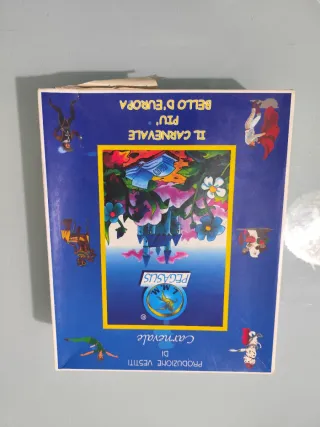 PRODUZIONE VESTITI
DI
Carnevale
®
PEGASUS
IL CARNEVALE
PIU'
BELLO D'EUROPA